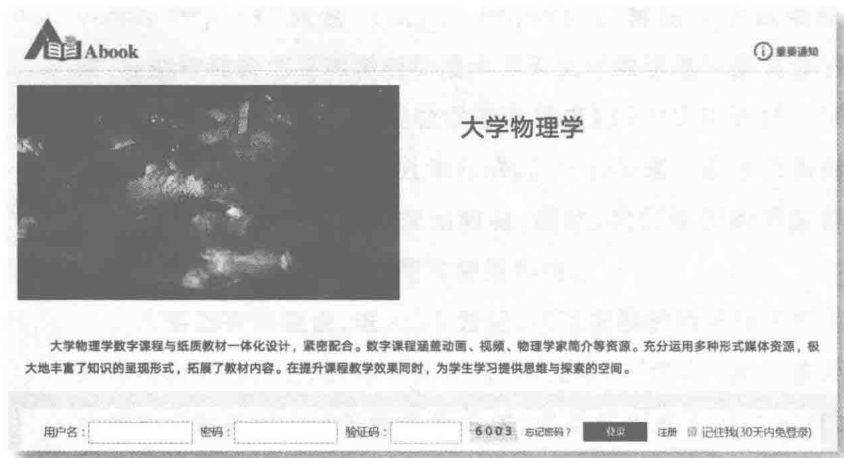 Abook
重要通知
大学物理学
大学物理学数字课程与纸质教材一体化设计，紧密配合。数字课程涵盖动画、视频、物理学家简介等资源。充分运用多种形式媒体资源，极
大地丰富了知识的呈现形式，拓展了教材内容。在提升课程教学效果同时，为学生学习提供思维与探索的空间。
用户名： 密码： 验证码： 6003 忘记密码？ 登录 注册 记住我(30天内免登录)